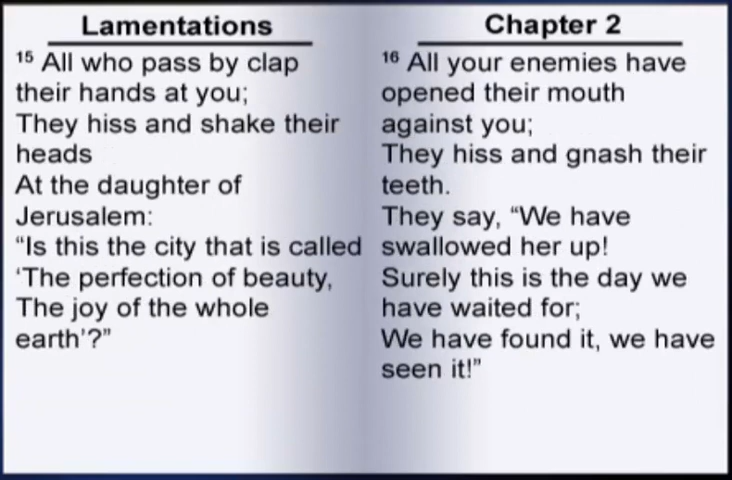 Lamentations
15 All who pass by clap
their hands at you;
They hiss and shake their
heads
At the daughter of
Jerusalem:
“Is this the city that is called
‘The perfection of beauty,
The joy of the whole
earth’?”
Chapter 2
16 All your enemies have
opened their mouth
against you;
They hiss and gnash their
teeth.
They say, “We have
swallowed her up!
Surely this is the day we
have waited for;
We have found it, we have
seen it!”